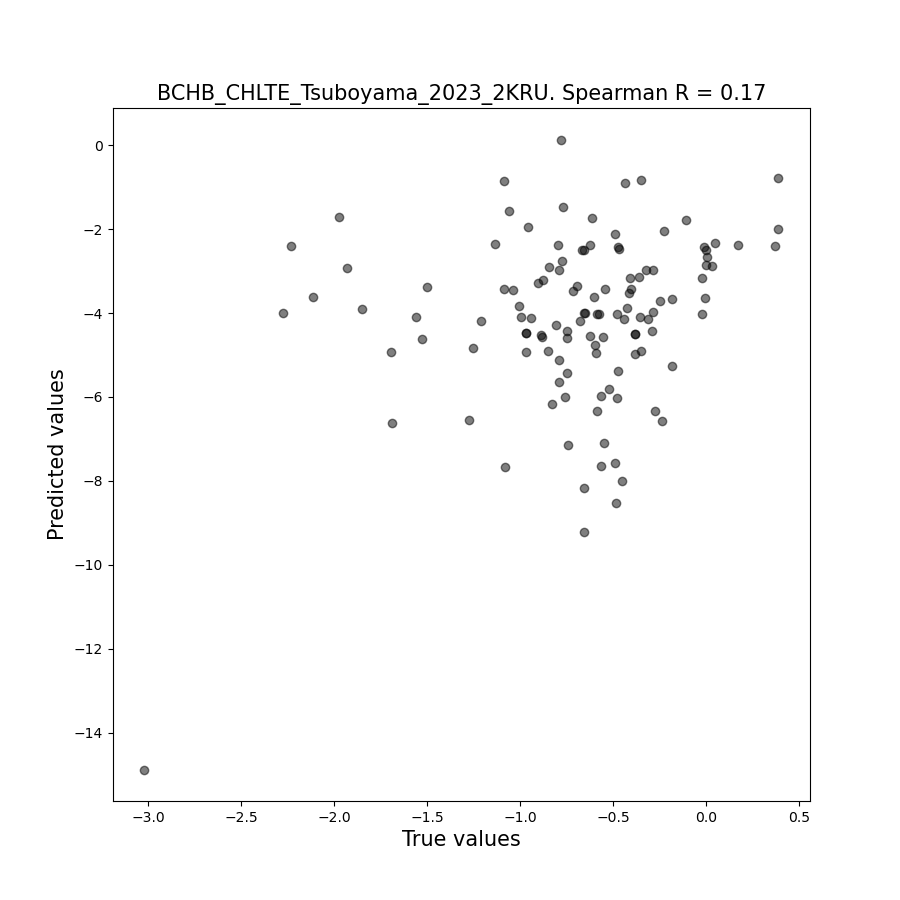 BCHB_CHLTE_Tsuboyama_2023_2KRU. Spearman R = 0.17
0
−2
−4
−6
−8
−10
−12
−14
Predicted values
−3.0 −2.5 −2.0 −1.5 −1.0 −0.5 0.0 0.5
True values